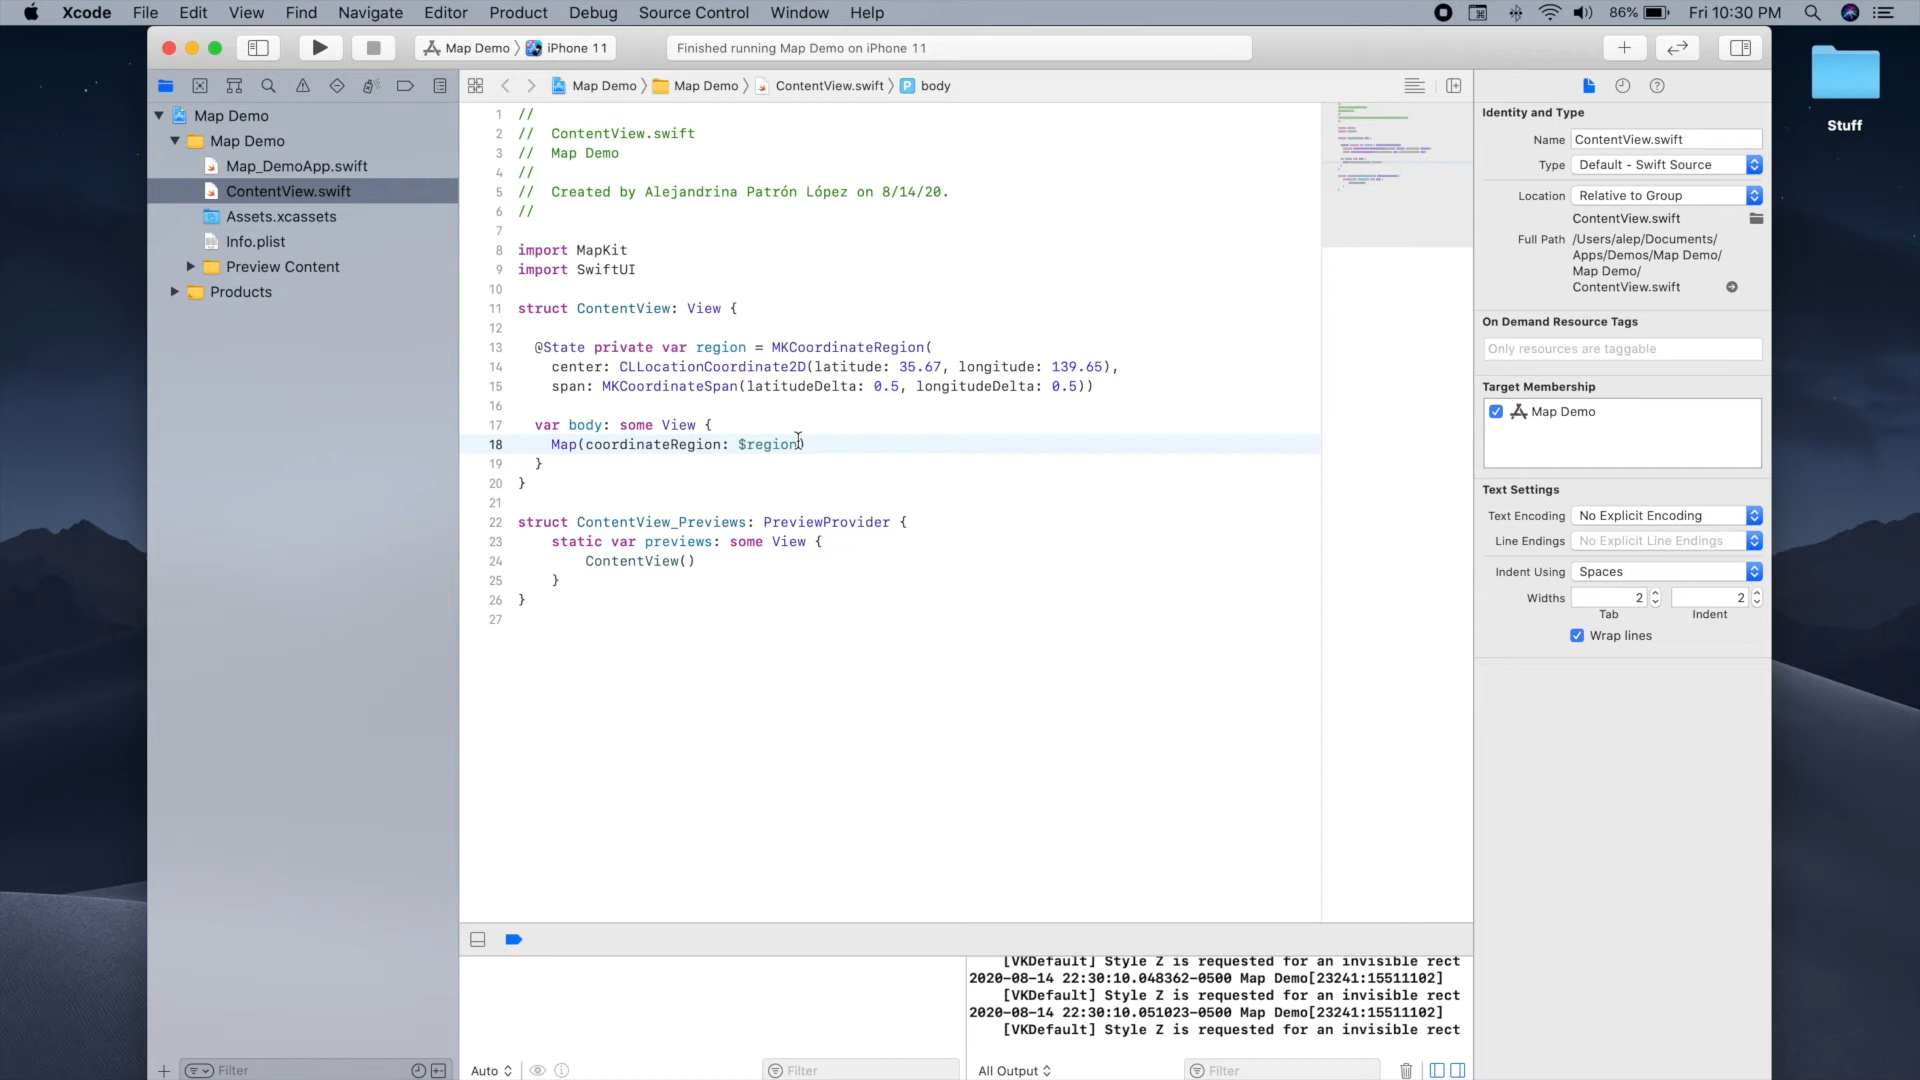 Xcode File Edit View Find Navigate Editor Product Debug Source Control Window Help 86% Fri 10:30 PM
Map Demo iPhone 11 Finished running Map Demo on iPhone 11
Stuff
Map Demo
Map Demo
Map_DemoApp.swift
ContentView.swift
Assets.xcassets
Info.plist
Preview Content
Products
Filter
Map Demo Map Demo ContentView.swift P body
1 //
2 // ContentView.swift
3 // Map Demo
4 //
5 // Created by Alejandrina Patrón López on 8/14/20.
6 //
7
8 import MapKit
9 import SwiftUI
10
11 struct ContentView: View {
12
13 @State private var region = MKCoordinateRegion(
14 center: CLLocationCoordinate2D(latitude: 35.67, longitude: 139.65),
15 span: MKCoordinateSpan(latitudeDelta: 0.5, longitudeDelta: 0.5))
16
17 var body: some View {
18 Map(coordinateRegion: $region)
19 }
20 }
21
22 struct ContentView_Previews: PreviewProvider {
23 static var previews: some View {
24 ContentView()
25 }
26 }
27
[VKDefault] Style Z is requested for an invisible rect
2020-08-14 22:30:10.048362-0500 Map Demo[23241:15511102]
[VKDefault] Style Z is requested for an invisible rect
2020-08-14 22:30:10.051023-0500 Map Demo[23241:15511102]
[VKDefault] Style Z is requested for an invisible rect
Auto Filter All Output Filter
Identity and Type
Name ContentView.swift
Type Default - Swift Source
Location Relative to Group
ContentView.swift
Full Path /Users/alep/Documents/
Apps/Demos/Map Demo/
Map Demo/
ContentView.swift
On Demand Resource Tags
Only resources are taggable
Target Membership
Map Demo
Text Settings
Text Encoding No Explicit Encoding
Line Endings No Explicit Line Endings
Indent Using Spaces
Widths 2 2
Tab Indent
Wrap lines